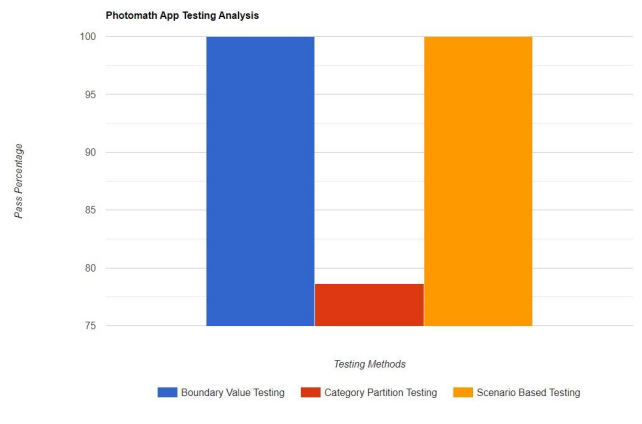 Photomath App Testing Analysis
100
95
90
85
80
75
Pass Percentage
Testing Methods
Boundary Value Testing
Category Partition Testing
Scenario Based Testing